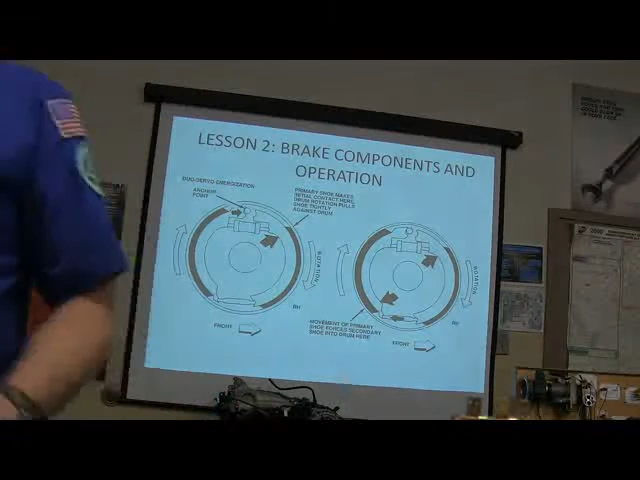 LESSON 2: BRAKE COMPONENTS AND
OPERATION
DUO-SERVO ENERGIZATION
ANCHOR
POINT
PRIMARY SHOE MAKES
INITIAL CONTACT HERE,
DRUM ROTATION PULLS
SHOE TIGHTLY
AGAINST DRUM
ROTATION
RH
FRONT
MOVEMENT OF PRIMARY
SHOE FORCES SECONDARY
SHOE INTO DRUM HERE
ROTATION
RH
FRONT